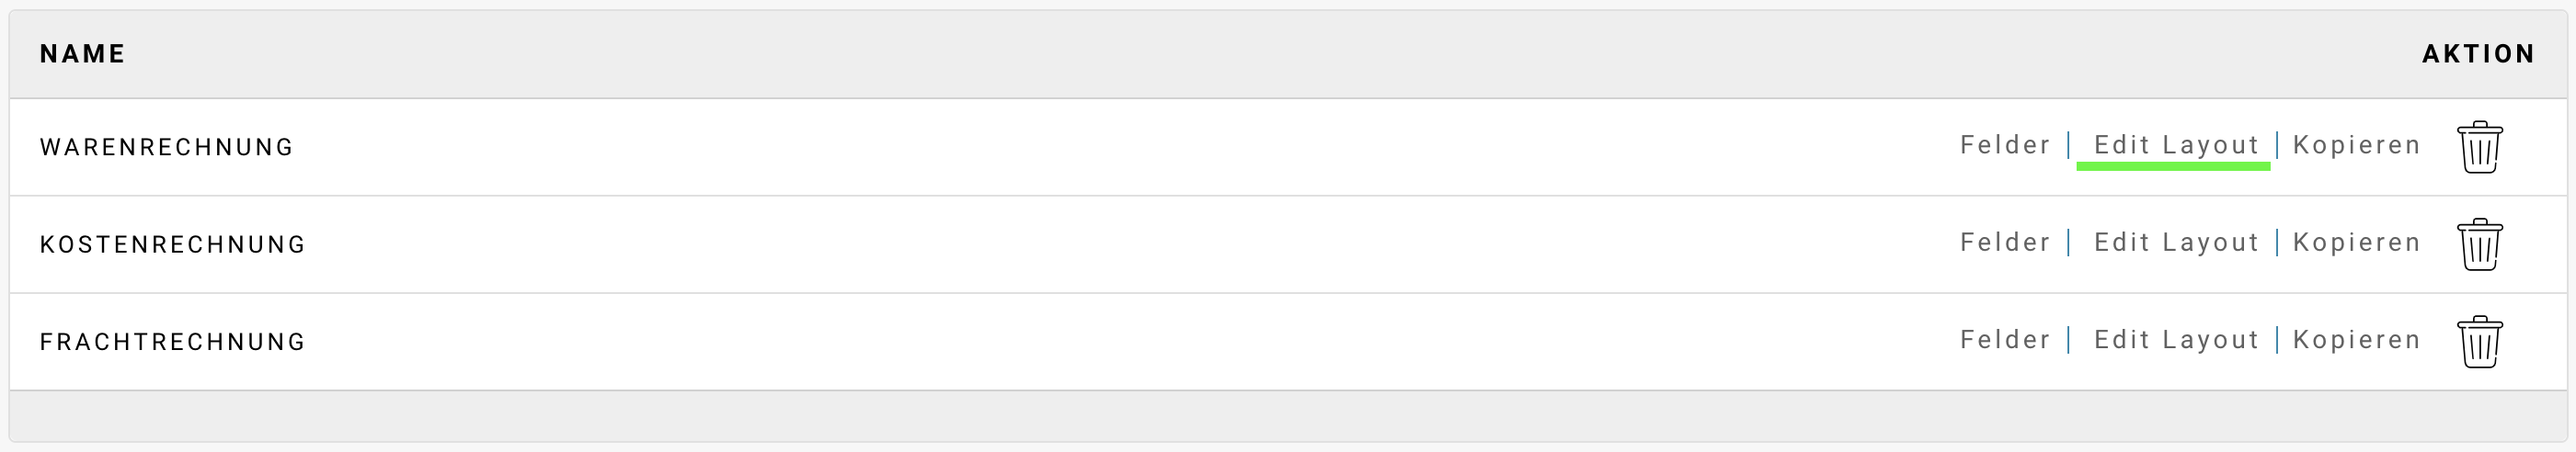 NAME AKTION
WARENRECHNUNG Felder | Edit Layout | Kopieren
KOSTENRECHNUNG Felder | Edit Layout | Kopieren
FRACHTRECHNUNG Felder | Edit Layout | Kopieren